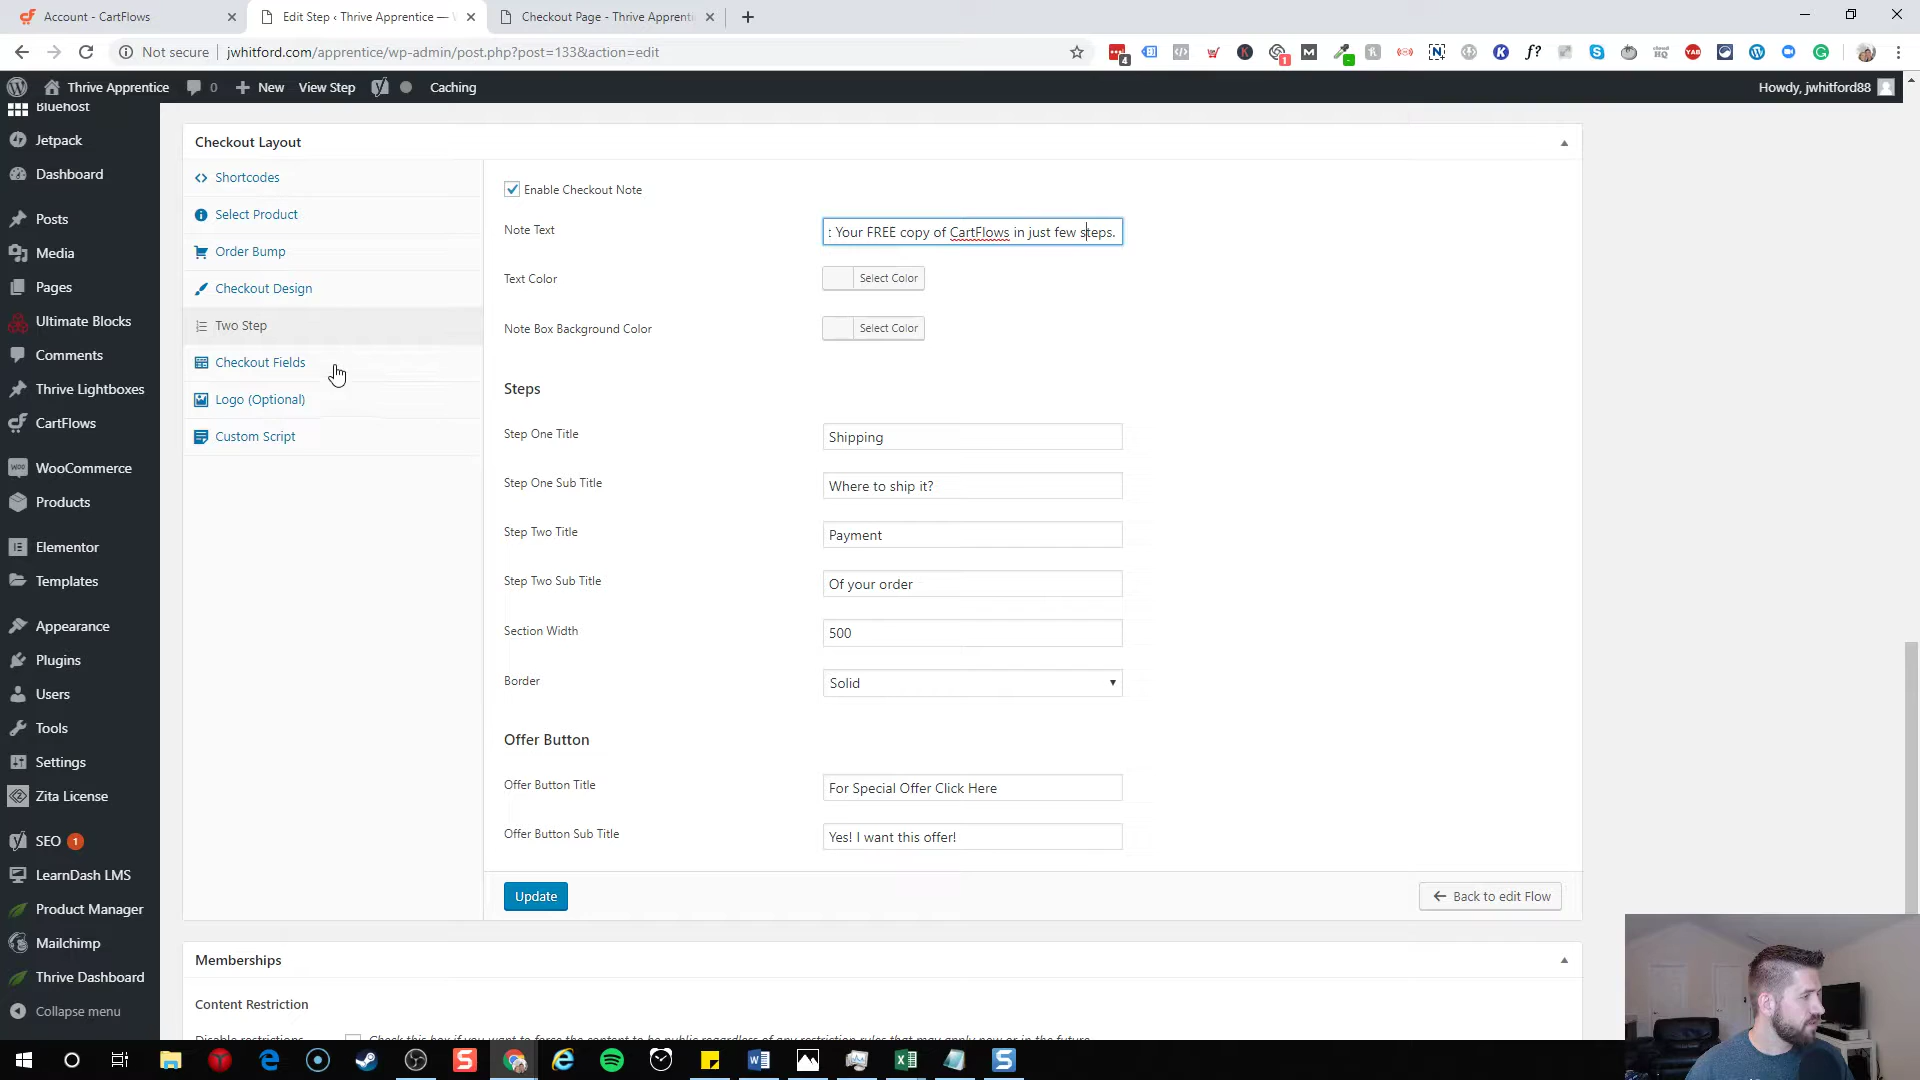 Account - CartFlows
Edit Step ‹ Thrive Apprentice —
Checkout Page - Thrive Apprenti
Not secure
jwhitford.com/apprentice/wp-admin/post.php?post=133&action=edit
Thrive Apprentice
0
New
View Step
Caching
Howdy, jwhitford88
Bluehost
Jetpack
Dashboard
Posts
Media
Pages
Ultimate Blocks
Comments
Thrive Lightboxes
CartFlows
WooCommerce
Products
Elementor
Templates
Appearance
Plugins
Users
Tools
Settings
Zita License
SEO 1
LearnDash LMS
Product Manager
Mailchimp
Thrive Dashboard
Collapse menu
Checkout Layout
Shortcodes
Select Product
Order Bump
Checkout Design
Two Step
Checkout Fields
Logo (Optional)
Custom Script
Enable Checkout Note
Note Text
: Your FREE copy of CartFlows in just few steps.
Text Color
Select Color
Note Box Background Color
Select Color
Steps
Step One Title
Shipping
Step One Sub Title
Where to ship it?
Step Two Title
Payment
Step Two Sub Title
Of your order
Section Width
500
Border
Solid
Offer Button
Offer Button Title
For Special Offer Click Here
Offer Button Sub Title
Yes! I want this offer!
Update
Back to edit Flow
Memberships
Content Restriction
Disable restrictions
Check this box if you want to force the content to be public regardless of any restriction rules that may apply now or in the future.